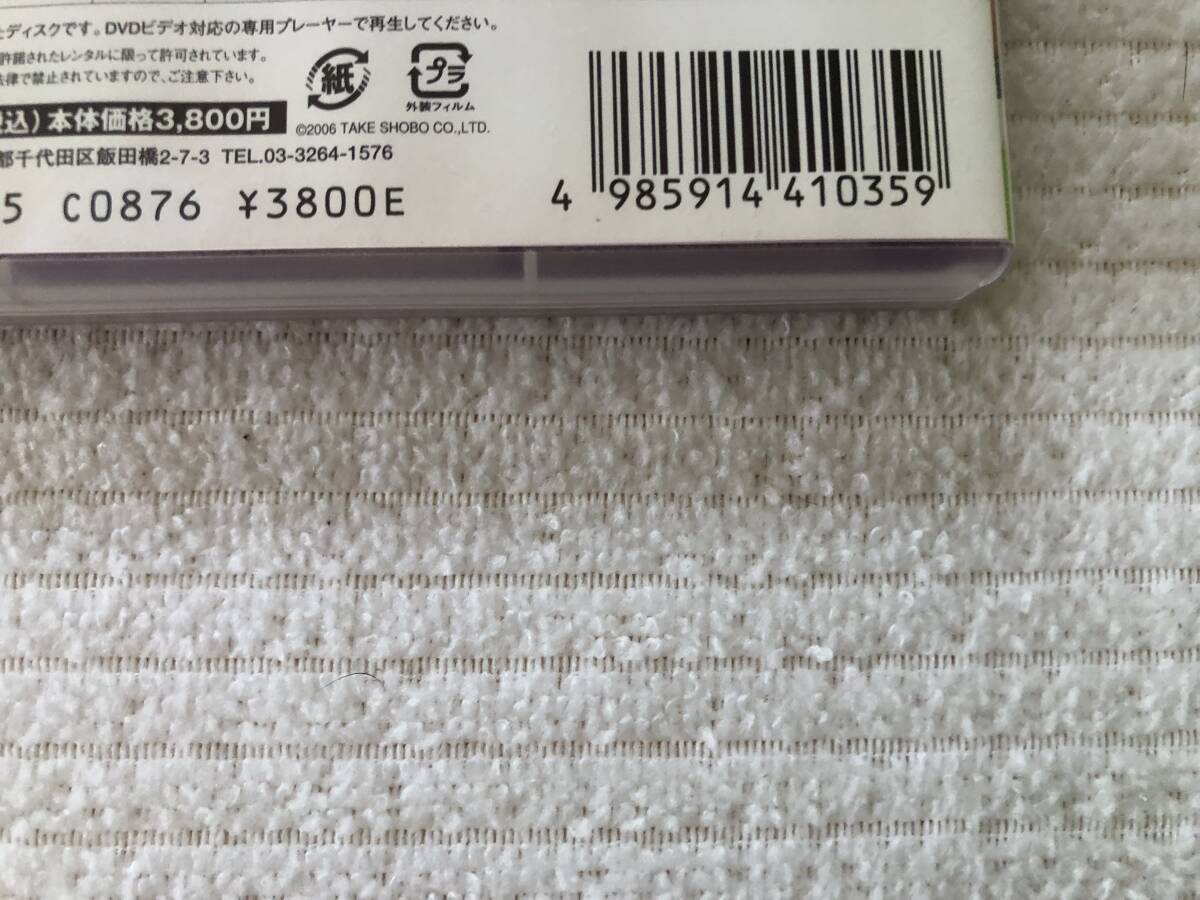 ディスクです。DVDビデオ対応の専用プレーヤーで再生してください。
許諾されたレンタルに限って許可されています。
法律で禁止されていますので、ご注意下さい。
紙
プラ
外装フィルム
込)本体価格3,800円
©2006 TAKE SHOBO CO.,LTD.
都千代田区飯田橋2-7-3 TEL.03-3264-1576
5 C0876 ¥3800E
4 985914 410359